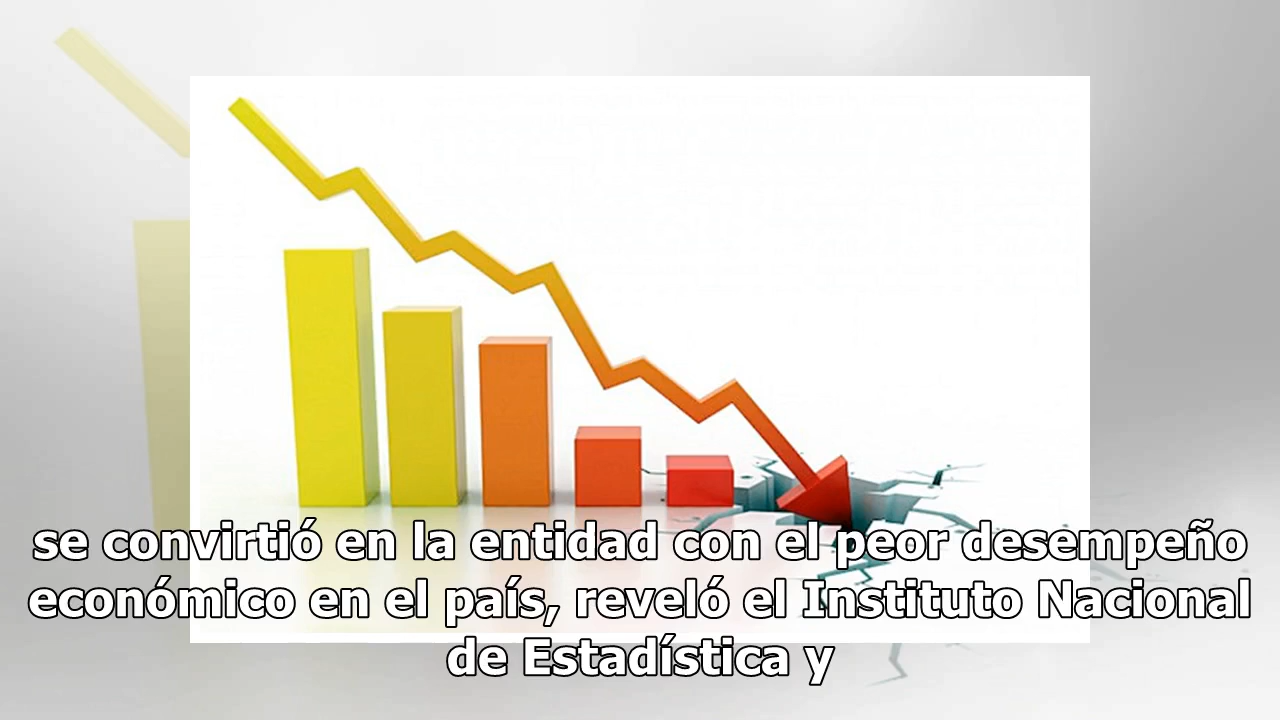 se convirtió en la entidad con el peor desempeño
económico en el país, reveló el Instituto Nacional
de Estadística y